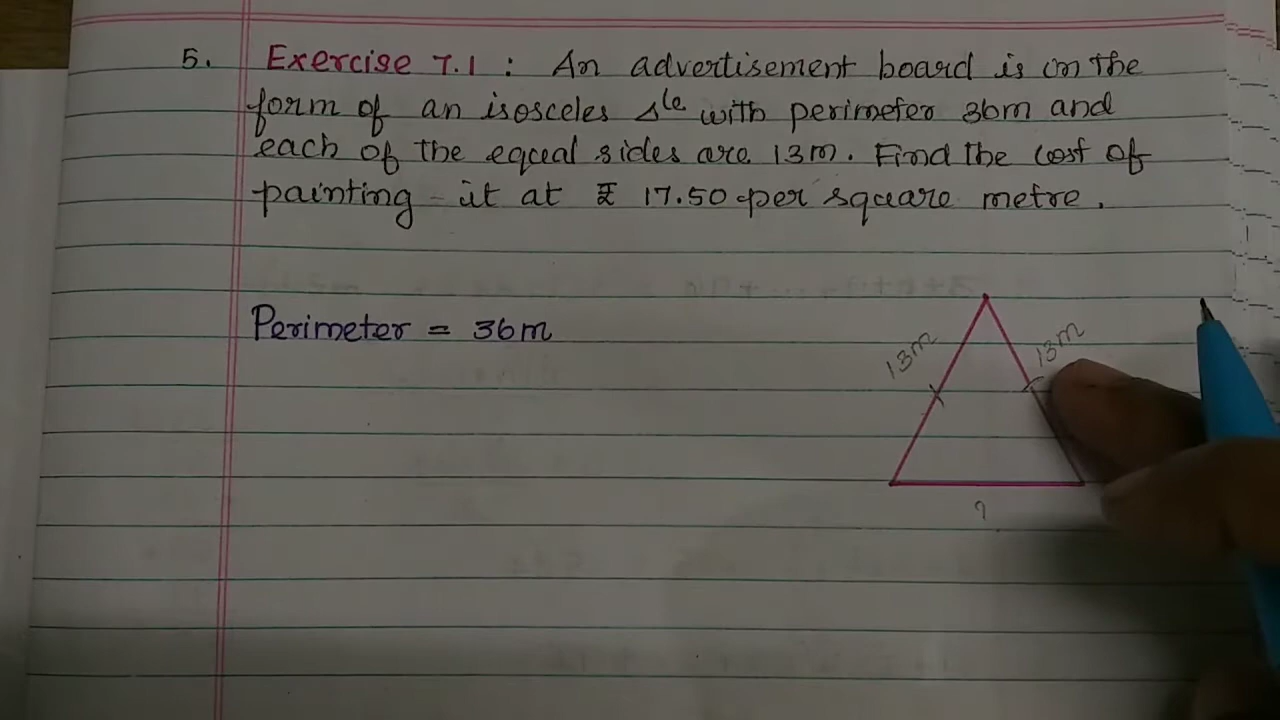 5. Exercise 7.1 : An advertisement board is in the
form of an isosceles △le with perimeter 36m and
each of the equal sides are 13m. Find the cost of
painting it at ₹ 17.50 per square metre.
Perimeter = 36m
13m
13m
?